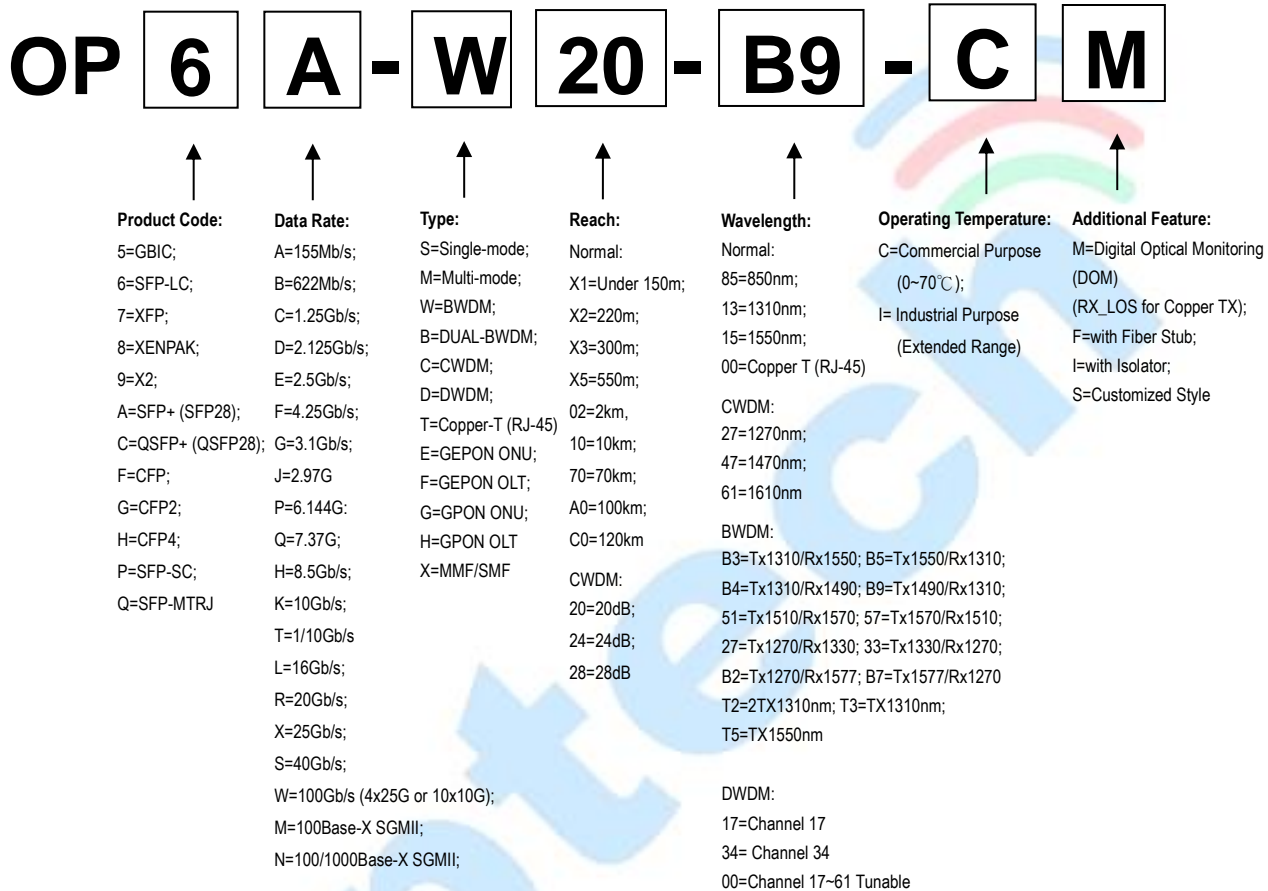 OP 6 A - W 20 - B9 - C M
Product Code:
5=GBIC;
6=SFP-LC;
7=XFP;
8=XENPAK;
9=X2;
A=SFP+ (SFP28);
C=QSFP+ (QSFP28);
F=CFP;
G=CFP2;
H=CFP4;
P=SFP-SC;
Q=SFP-MTRJ
Data Rate:
A=155Mb/s;
B=622Mb/s;
C=1.25Gb/s;
D=2.125Gb/s;
E=2.5Gb/s;
F=4.25Gb/s;
G=3.1Gb/s;
J=2.97G
P=6.144G:
Q=7.37G;
H=8.5Gb/s;
K=10Gb/s;
T=1/10Gb/s
L=16Gb/s;
R=20Gb/s;
X=25Gb/s;
S=40Gb/s;
W=100Gb/s (4x25G or 10x10G);
M=100Base-X SGMII;
N=100/1000Base-X SGMII;
Type:
S=Single-mode;
M=Multi-mode;
W=BWDM;
B=DUAL-BWDM;
C=CWDM;
D=DWDM;
T=Copper-T (RJ-45)
E=GEPON ONU;
F=GEPON OLT;
G=GPON ONU;
H=GPON OLT
X=MMF/SMF
Reach:
Normal:
X1=Under 150m;
X2=220m;
X3=300m;
X5=550m;
02=2km,
10=10km;
70=70km;
A0=100km;
C0=120km
CWDM:
20=20dB;
24=24dB;
28=28dB
Wavelength:
Normal:
85=850nm;
13=1310nm;
15=1550nm;
00=Copper T (RJ-45)
CWDM:
27=1270nm;
47=1470nm;
61=1610nm
BWDM:
B3=Tx1310/Rx1550; B5=Tx1550/Rx1310;
B4=Tx1310/Rx1490; B9=Tx1490/Rx1310;
51=Tx1510/Rx1570; 57=Tx1570/Rx1510;
27=Tx1270/Rx1330; 33=Tx1330/Rx1270;
B2=Tx1270/Rx1577; B7=Tx1577/Rx1270
T2=2TX1310nm; T3=TX1310nm;
T5=TX1550nm
DWDM:
17=Channel 17
34= Channel 34
00=Channel 17~61 Tunable
Operating Temperature:
C=Commercial Purpose
(0~70℃);
I= Industrial Purpose
(Extended Range)
Additional Feature:
M=Digital Optical Monitoring
(DOM)
(RX_LOS for Copper TX);
F=with Fiber Stub;
I=with Isolator;
S=Customized Style